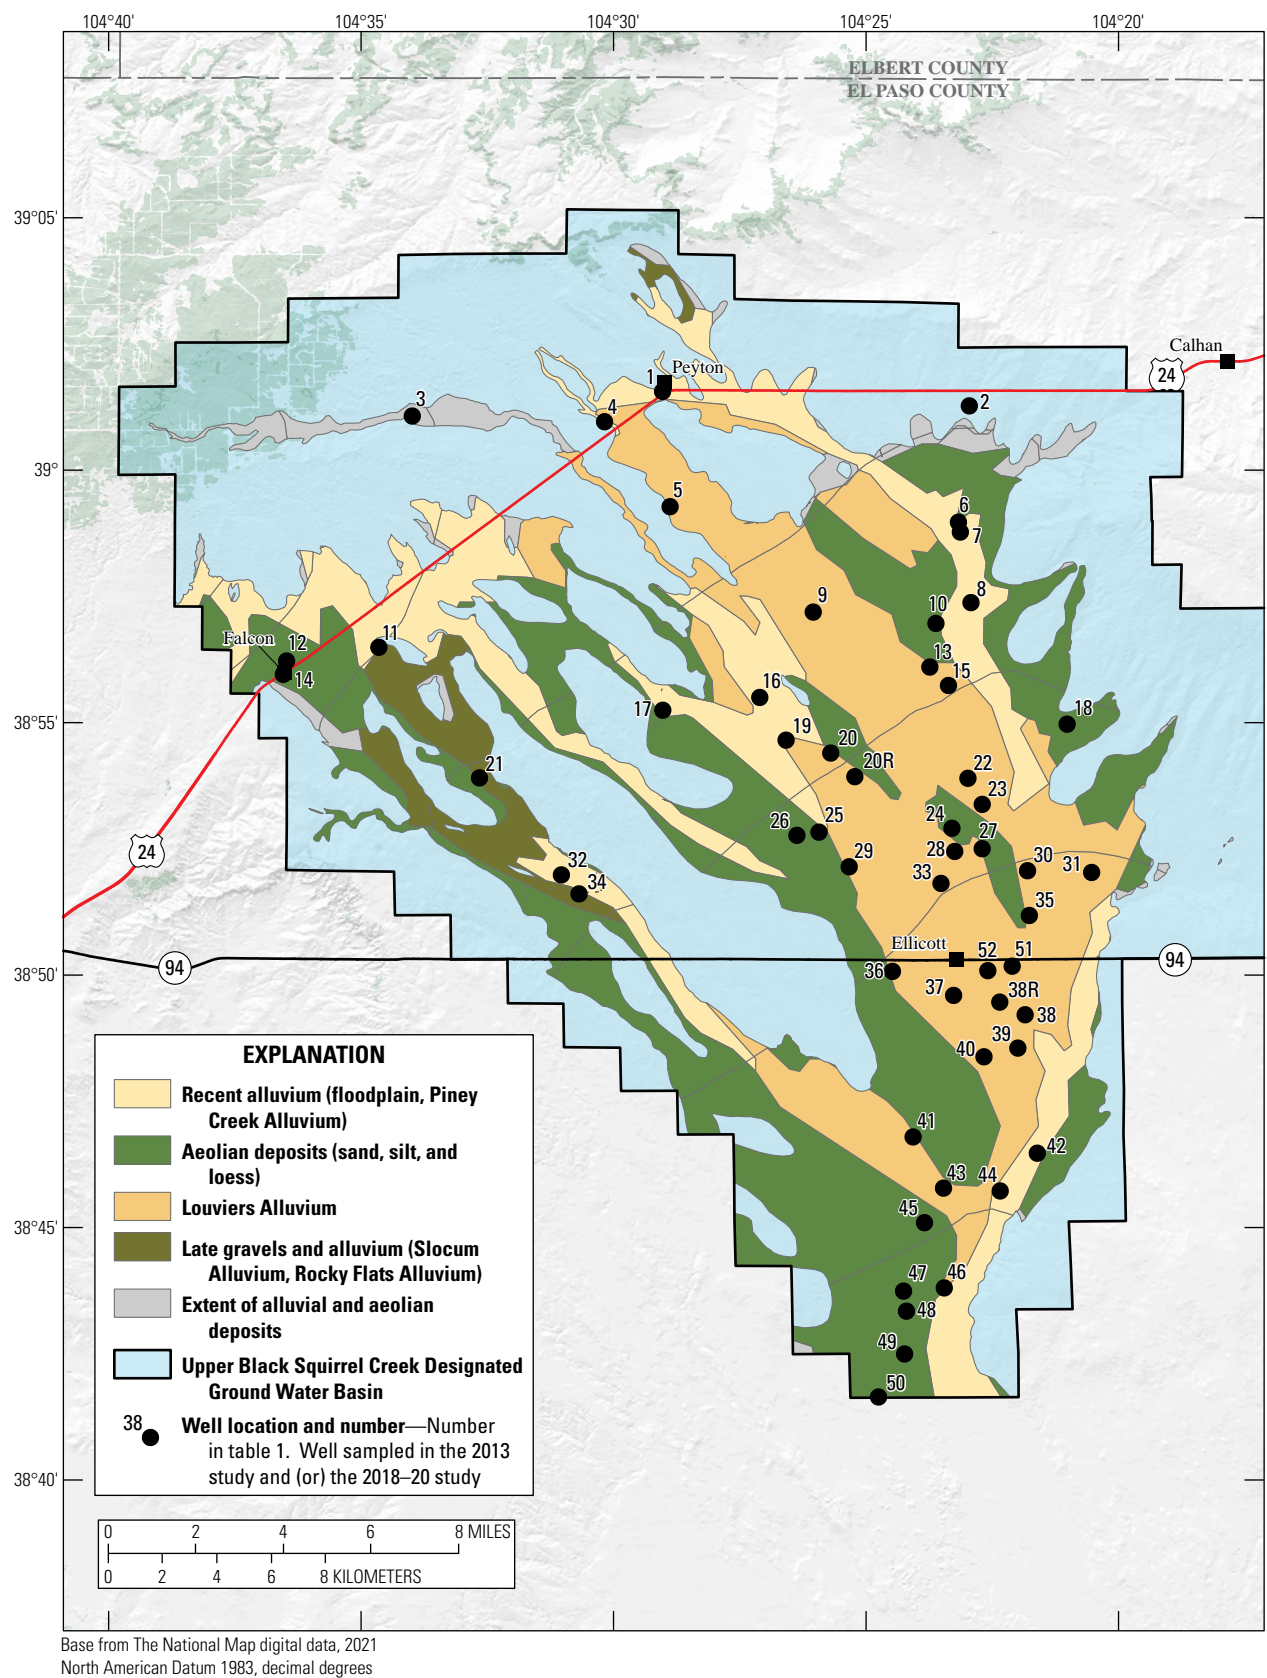 104°40'
104°35'
104°30'
104°25'
104°20'
ELBERT COUNTY
EL PASO COUNTY
39°05'
Calhan
24
Peyton
1
3
4
2
39°
5
6
7
8
9
10
Falcon
12
11
13
15
14
16
17
18
38°55'
19
20
20R
21
22
23
24
25
26
27
24
28
29
30
31
32
33
34
35
Ellicott
52
51
94
94
36
38°50'
37
38R
38
39
40
41
42
43
44
45
38°45'
46
47
48
49
50
38°40'
EXPLANATION
Recent alluvium (floodplain, Piney
Creek Alluvium)
Aeolian deposits (sand, silt, and
loess)
Louviers Alluvium
Late gravels and alluvium (Slocum
Alluvium, Rocky Flats Alluvium)
Extent of alluvial and aeolian
deposits
Upper Black Squirrel Creek Designated
Ground Water Basin
38
Well location and number—Number
in table 1. Well sampled in the 2013
study and (or) the 2018–20 study
0 2 4 6 8 MILES
0 2 4 6 8 KILOMETERS
Base from The National Map digital data, 2021
North American Datum 1983, decimal degrees